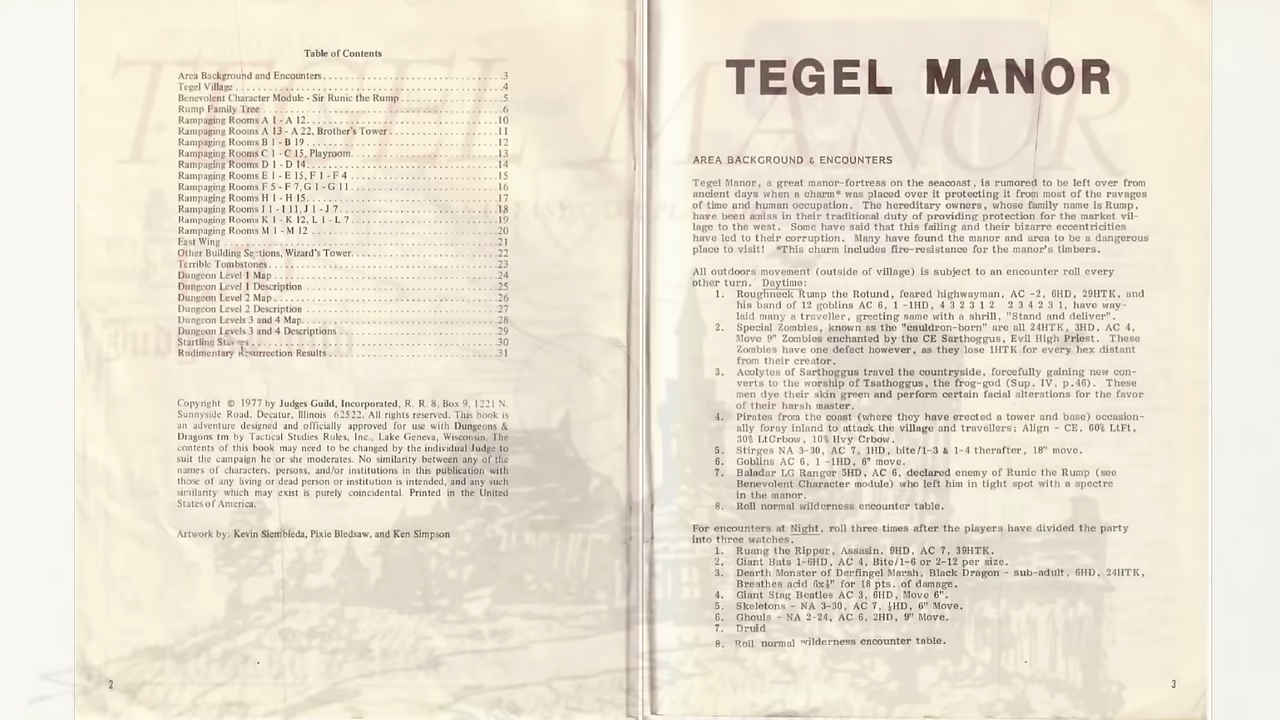 Table of Contents
Area Background and Encounters. . . . . . . . . . . . . . . . . . . . . . . . . . . . . . .3
Tegel Village . . . . . . . . . . . . . . . . . . . . . . . . . . . . . . . . . . . . . . . . . . . .4
Benevolent Character Module - Sir Runic the Rump . . . . . . . . . . . . . . . . . .5
Rump Family Tree . . . . . . . . . . . . . . . . . . . . . . . . . . . . . . . . . . . . . . . .6
Rampaging Rooms A 1 - A 12. . . . . . . . . . . . . . . . . . . . . . . . . . . . . . . .10
Rampaging Rooms A 13 - A 22, Brother's Tower . . . . . . . . . . . . . . . . . . . .11
Rampaging Rooms B 1 - B 19 . . . . . . . . . . . . . . . . . . . . . . . . . . . . . . . .12
Rampaging Rooms C 1 - C 15, Playroom. . . . . . . . . . . . . . . . . . . . . . . . . .13
Rampaging Rooms D 1 - D 14. . . . . . . . . . . . . . . . . . . . . . . . . . . . . . . .14
Rampaging Rooms E 1 - E 15, F 1 - F 4 . . . . . . . . . . . . . . . . . . . . . . . . . .15
Rampaging Rooms F 5 - F 7, G 1 - G 11 . . . . . . . . . . . . . . . . . . . . . . . . . .16
Rampaging Rooms H 1 - H 15. . . . . . . . . . . . . . . . . . . . . . . . . . . . . . . .17
Rampaging Rooms I 1 - I 11, J 1 - J 7. . . . . . . . . . . . . . . . . . . . . . . . . . . .18
Rampaging Rooms K 1 - K 12, L 1 - L 7 . . . . . . . . . . . . . . . . . . . . . . . . . .19
Rampaging Rooms M 1 - M 12 . . . . . . . . . . . . . . . . . . . . . . . . . . . . . . . .20
East Wing . . . . . . . . . . . . . . . . . . . . . . . . . . . . . . . . . . . . . . . . . . . . . .21
Other Building Sections, Wizard's Tower. . . . . . . . . . . . . . . . . . . . . . . . . .22
Terrible Tombstones . . . . . . . . . . . . . . . . . . . . . . . . . . . . . . . . . . . . . . .23
Dungeon Level 1 Map . . . . . . . . . . . . . . . . . . . . . . . . . . . . . . . . . . . . . .24
Dungeon Level 1 Description . . . . . . . . . . . . . . . . . . . . . . . . . . . . . . . . .25
Dungeon Level 2 Map . . . . . . . . . . . . . . . . . . . . . . . . . . . . . . . . . . . . . .26
Dungeon Level 2 Description . . . . . . . . . . . . . . . . . . . . . . . . . . . . . . . . .27
Dungeon Levels 3 and 4 Map. . . . . . . . . . . . . . . . . . . . . . . . . . . . . . . . . .28
Dungeon Levels 3 and 4 Descriptions . . . . . . . . . . . . . . . . . . . . . . . . . . . .29
Startling . . . . . . . . . . . . . . . . . . . . . . . . . . . . . . . . . . . . . . . . . . . . . . .30
Rudimentary Resurrection Results. . . . . . . . . . . . . . . . . . . . . . . . . . . . . . .31
Copyright © 1977 by Judges Guild, Incorporated, R. R. 8, Box 9, 1221 N.
Sunnyside Road, Decatur, Illinois 62522. All rights reserved. This book is
an adventure designed and officially approved for use with Dungeons &
Dragons tm by Tactical Studies Rules, Inc., Lake Geneva, Wisconsin. The
contents of this book may need to be changed by the individual Judge to
suit the campaign he or she moderates. No similarity between any of the
names of characters, persons, and/or institutions in this publication with
those of any living or dead person or institution is intended, and any such
similarity which may exist is purely coincidental. Printed in the United
States of America.
Artwork by: Kevin Siembieda, Pixie Bledsaw, and Ken Simpson
2
TEGEL MANOR
AREA BACKGROUND & ENCOUNTERS
Tegel Manor, a great manor-fortress on the seacoast, is rumored to be left over from
ancient days when a charm* was placed over it protecting it from most of the ravages
of time and human occupation. The hereditary owners, whose family name is Rump,
have been amiss in their traditional duty of providing protection for the market vil-
lage to the west. Some have said that this failing and their bizarre eccentricities
have led to their corruption. Many have found the manor and area to be a dangerous
place to visit! *This charm includes fire-resistance for the manor's timbers.
All outdoors movement (outside of village) is subject to an encounter roll every
other turn. Daytime:
1. Roughneck Rump the Rotund, feared highwayman, AC -2, 6HD, 29HTK, and
his band of 12 goblins AC 6, 1 -1HD, 4 3 2 3 1 2 2 3 4 2 3 1, have way-
laid many a traveller, greeting same with a shrill, "Stand and deliver".
2. Special Zombies, known as the "cauldron-born" are all 24HTK, 3HD, AC 4,
Move 9" Zombies enchanted by the CE Sarthoggus, Evil High Priest. These
Zombies have one defect however, as they lose 1HTK for every hex distant
from their creator.
3. Acolytes of Sarthoggus travel the countryside, forcefully gaining new con-
verts to the worship of Tsathoggus, the frog-god (Sup. IV, p.46). These
men dye their skin green and perform certain facial alterations for the favor
of their harsh master.
4. Pirates from the coast (where they have erected a tower and base) occasion-
ally foray inland to attack the village and travellers; Align - CE, 60% LtFt,
30% LtCrbow, 10% Hvy Crbow.
5. Stirges NA 3-30, AC 7, 1HD, bite/1-3 & 1-4 thereafter, 18" move.
6. Goblins AC 6, 1 -1HD, 6" move.
7. Baladar LG Ranger 5HD, AC 6, declared enemy of Runic the Rump (see
Benevolent Character module) who left him in tight spot with a spectre
in the manor.
8. Roll normal wilderness encounter table.
For encounters at Night, roll three times after the players have divided the party
into three watches.
1. Ruang the Ripper, Assasin, 9HD, AC 7, 39HTK.
2. Giant Rats 1-6HD, AC 4, Bite/1-6 or 2-12 per size.
3. Dearth Monster of Derfingel Marsh, Black Dragon - sub-adult, 6HD, 24HTK,
Breathes acid 6x½" for 18 pts. of damage.
4. Giant Stag Beatles AC 3, 6HD, Move 6".
5. Skeletons - NA 3-30, AC 7, ½HD, 6" Move.
6. Ghouls - NA 2-24, AC 6, 2HD, 9" Move.
7. Druid
8. Roll normal wilderness encounter table.
3